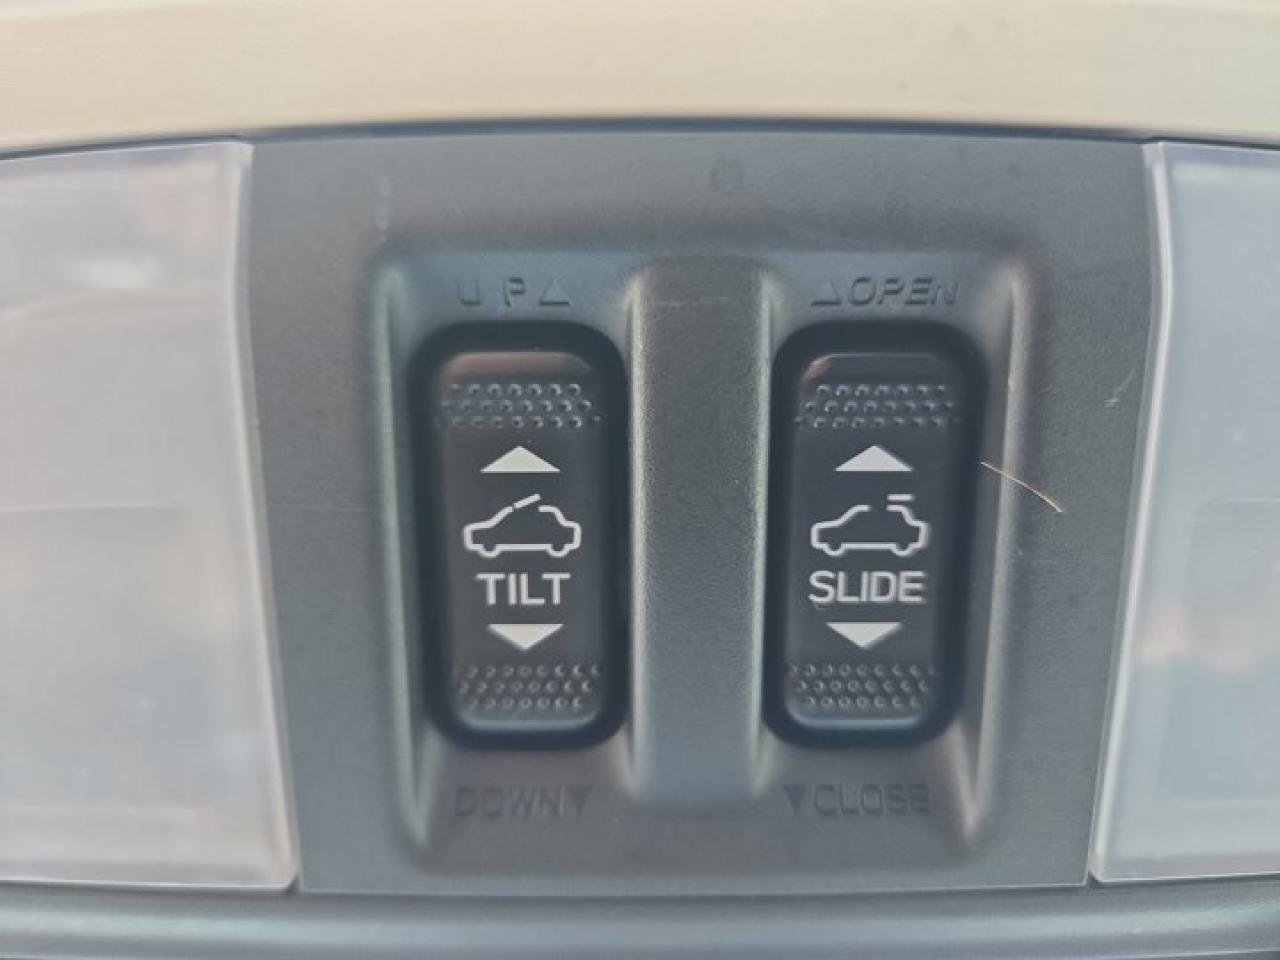 UP△ △OPEN
TILT SLIDE
DOWN▼ ▼CLOSE